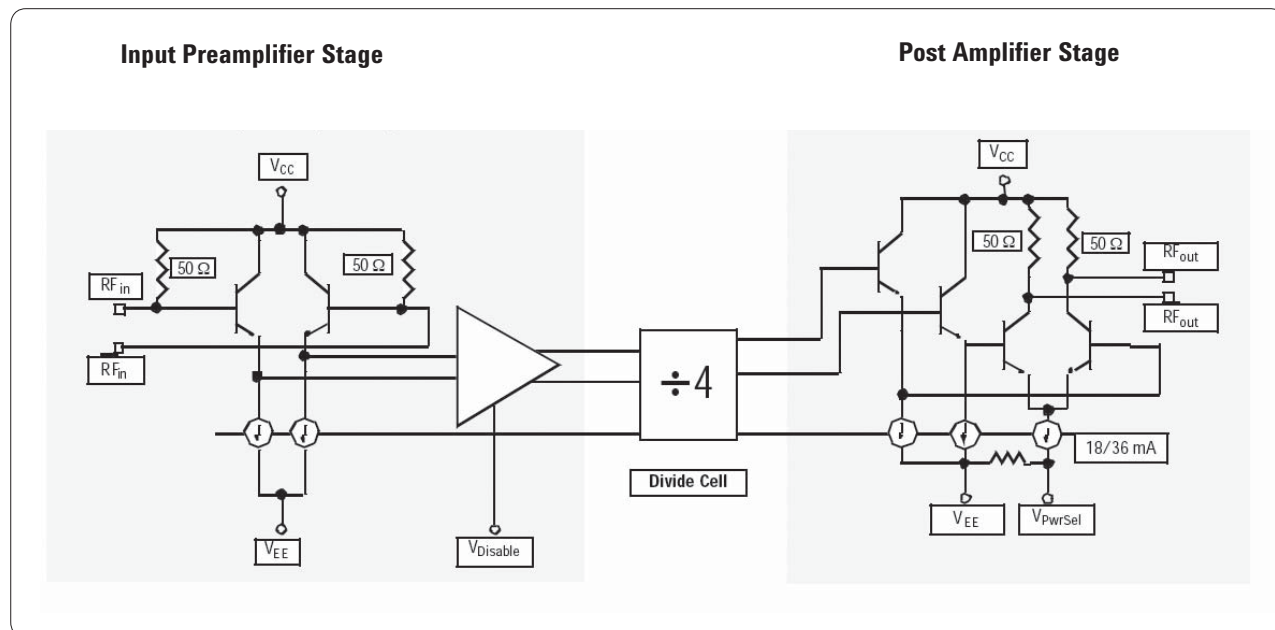 Input Preamplifier Stage
Post Amplifier Stage
VCC
50 Ω
50 Ω
RFin
RFin
VEE
VDisable
÷4
Divide Cell
VCC
50 Ω
50 Ω
RFout
RFout
18/36 mA
VEE
VPwrSel